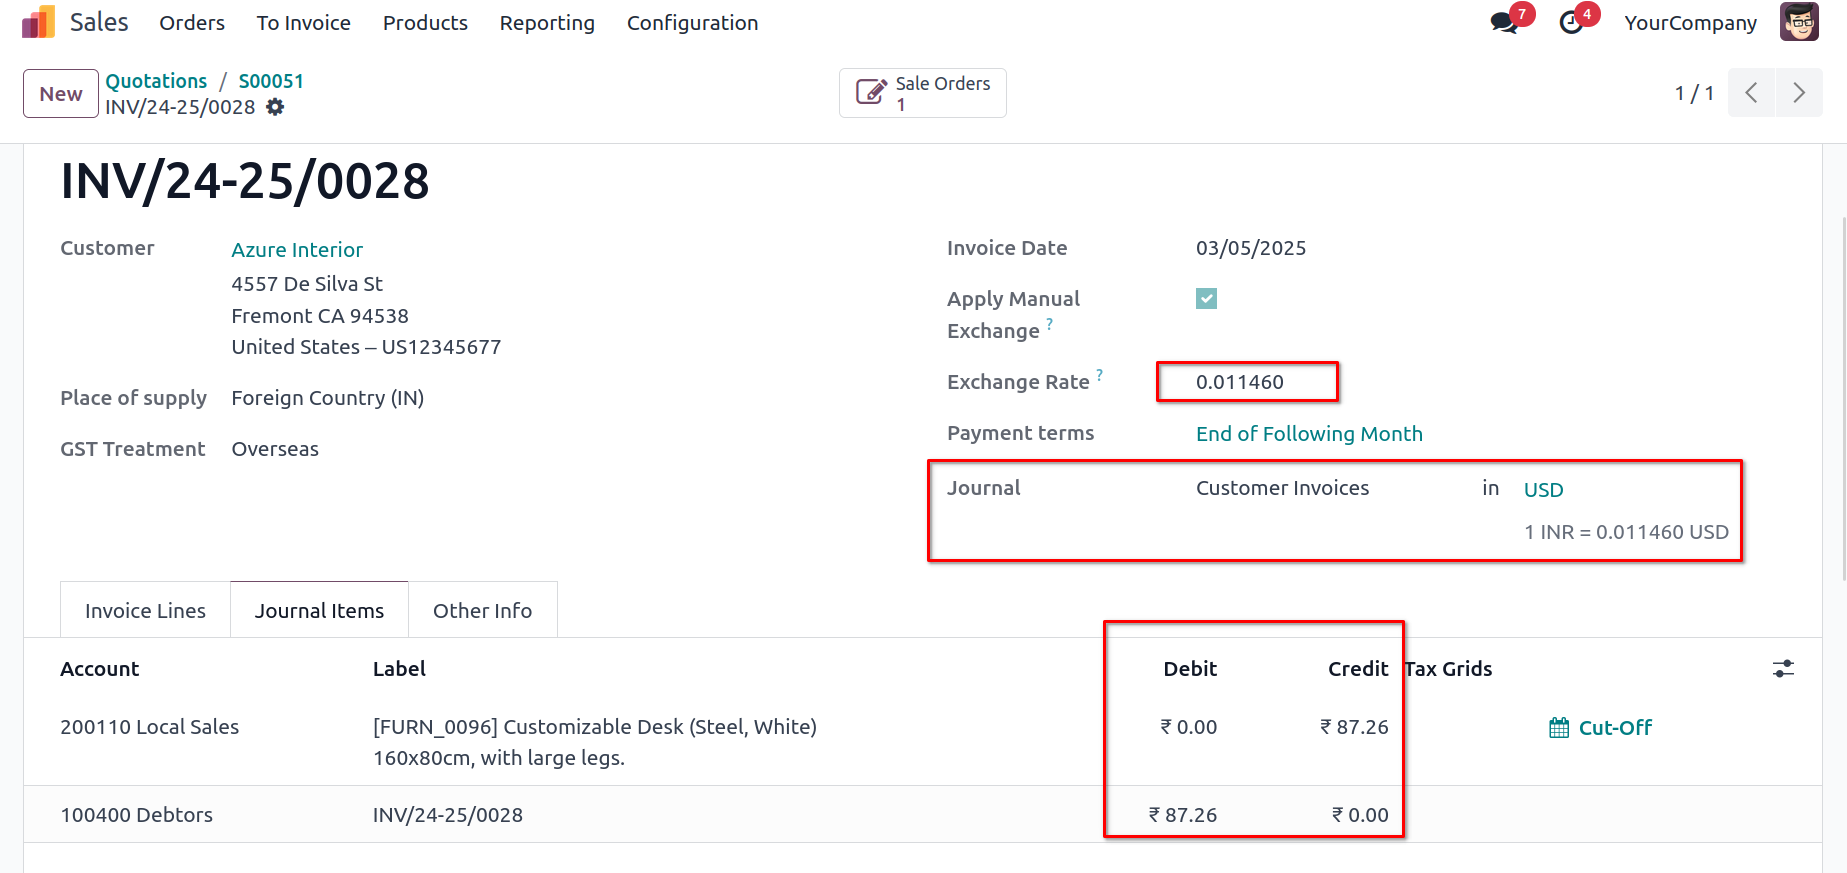 Sales Orders To Invoice Products Reporting Configuration 7 4 YourCompany
New Quotations / S00051
INV/24-25/0028
Sale Orders
1
1 / 1
INV/24-25/0028
Customer Azure Interior
4557 De Silva St
Fremont CA 94538
United States – US12345677
Place of supply Foreign Country (IN)
GST Treatment Overseas
Invoice Date 03/05/2025
Apply Manual
Exchange ?
Exchange Rate ? 0.011460
Payment terms End of Following Month
Journal Customer Invoices in USD
1 INR = 0.011460 USD
Invoice Lines Journal Items Other Info
Account Label Debit Credit Tax Grids
200110 Local Sales [FURN_0096] Customizable Desk (Steel, White) ₹ 0.00 ₹ 87.26 Cut-Off
160x80cm, with large legs.
100400 Debtors INV/24-25/0028 ₹ 87.26 ₹ 0.00